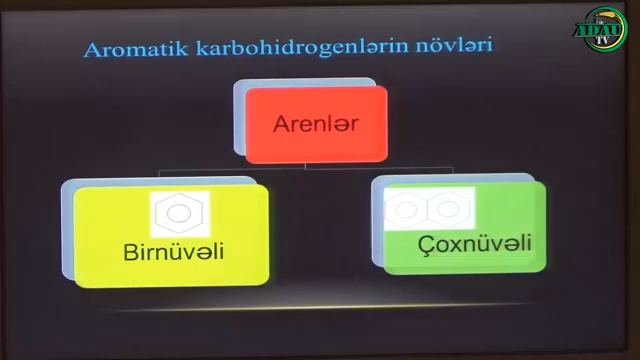 Aromatik karbohidrogenlərin növləri
ADAU
TV
Arenlər
Birnüvəli
Çoxnüvəli